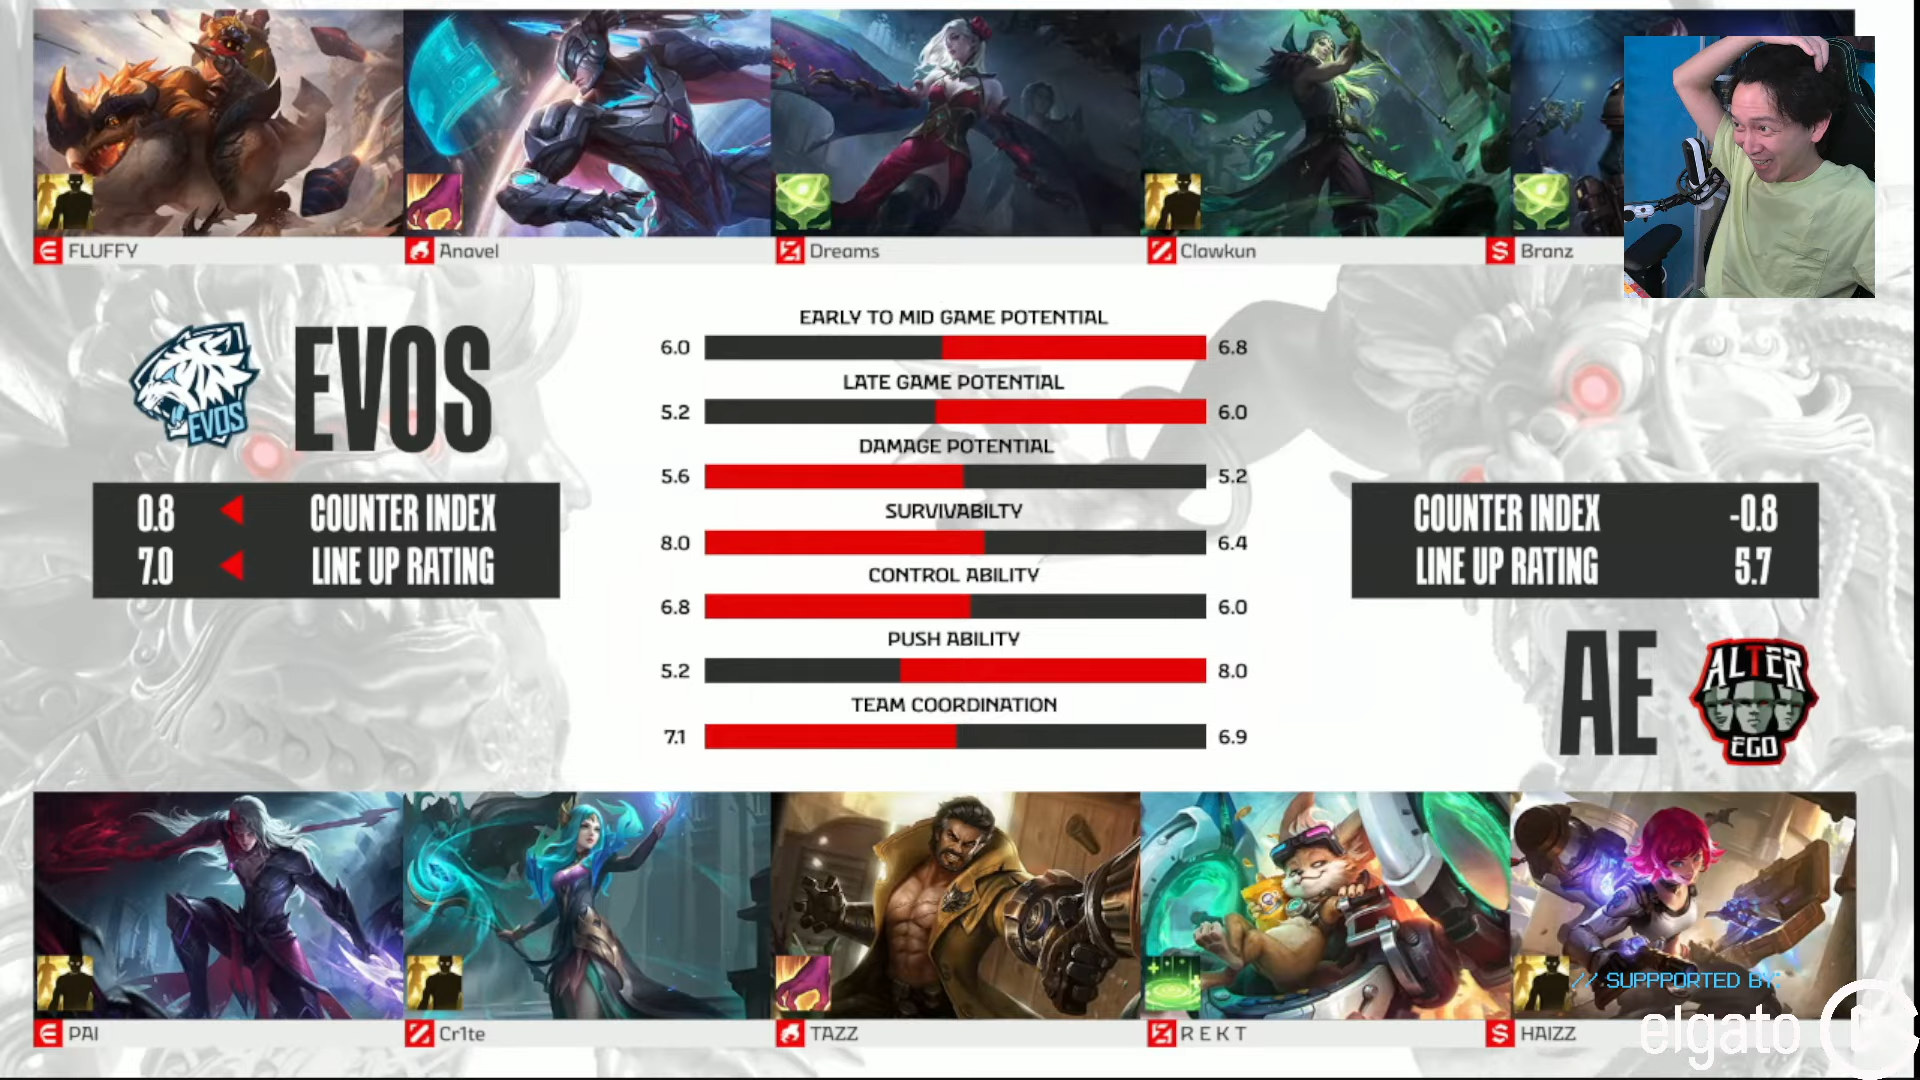 FLUFFY
Anavel
Dreams
Clawkun
Branz
EVOS
EVOS
0.8 COUNTER INDEX
7.0 LINE UP RATING
EARLY TO MID GAME POTENTIAL
6.0 6.8
LATE GAME POTENTIAL
5.2 6.0
DAMAGE POTENTIAL
5.6 5.2
SURVIVABILTY
8.0 6.4
CONTROL ABILITY
6.8 6.0
PUSH ABILITY
5.2 8.0
TEAM COORDINATION
7.1 6.9
COUNTER INDEX -0.8
LINE UP RATING 5.7
AE
ALTER
EGO
PAI
Cr1te
TAZZ
R E K T
HAIZZ
// SUPPPORTED BY:
elgato